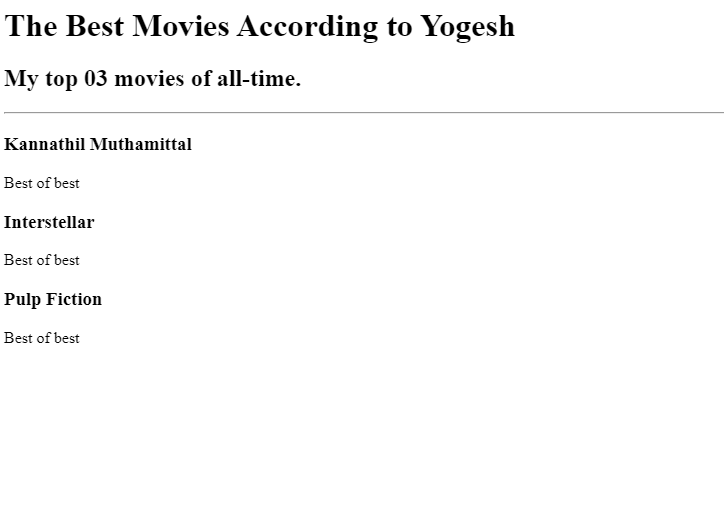 The Best Movies According to Yogesh
My top 03 movies of all-time.
Kannathil Muthamittal
Best of best
Interstellar
Best of best
Pulp Fiction
Best of best